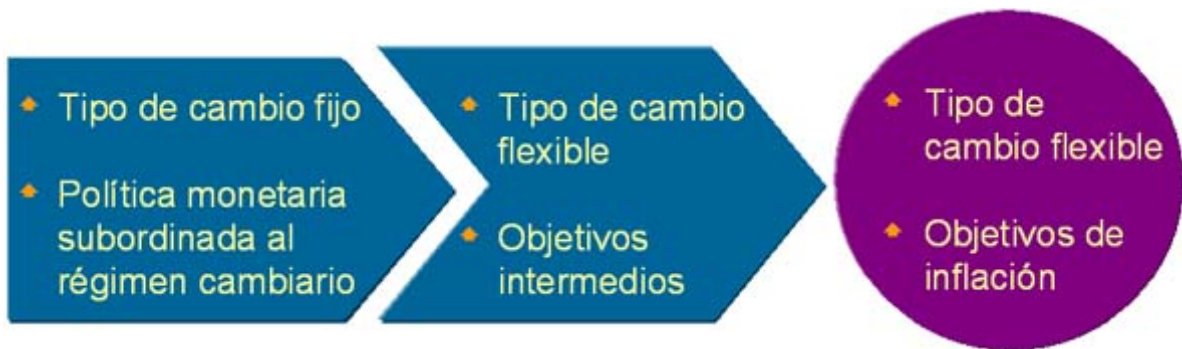 Tipo de cambio fijo
Política monetaria
subordinada al
régimen cambiario
Tipo de cambio
flexible
Objetivos
intermedios
Tipo de
cambio flexible
Objetivos de
inflación